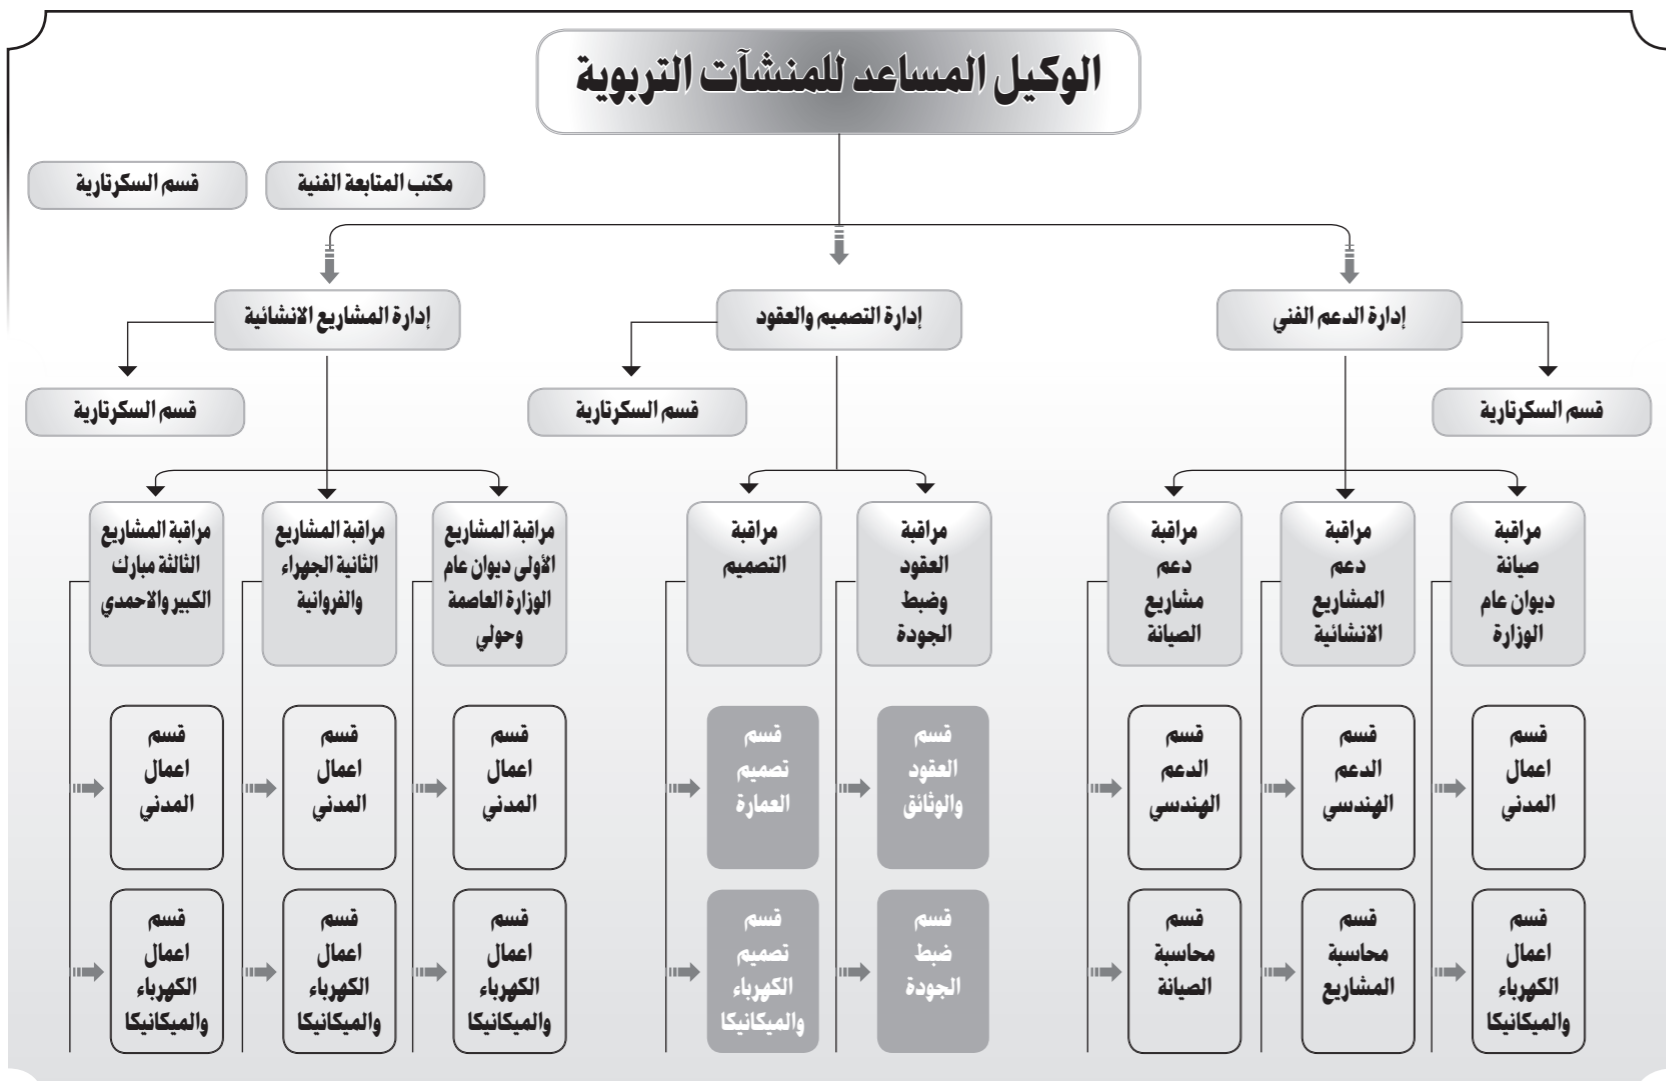 الوكيل المساعد للمنشآت التربوية
مكتب المتابعة الفنية
قسم السكرتارية
إدارة الدعم الفني
إدارة التصميم والعقود
إدارة المشاريع الانشائية
قسم السكرتارية
قسم السكرتارية
قسم السكرتارية
مراقبة
صيانة
ديوان عام
الوزارة
مراقبة
دعم
المشاريع
الانشائية
مراقبة
دعم
مشاريع
الصيانة
مراقبة
العقود
وضبط
الجودة
مراقبة
التصميم
مراقبة المشاريع
الأولى ديوان عام
الوزارة العاصمة
وحولي
مراقبة المشاريع
الثانية الجهراء
والفروانية
مراقبة المشاريع
الثالثة مبارك
الكبير والاحمدي
قسم
اعمال
المدني
قسم
الدعم
الهندسي
قسم
الدعم
الهندسي
قسم
العقود
والوثائق
قسم
تصميم
العمارة
قسم
اعمال
المدني
قسم
اعمال
المدني
قسم
اعمال
المدني
قسم
اعمال
الكهرباء
والميكانيكا
قسم
محاسبة
المشاريع
قسم
محاسبة
الصيانة
قسم
ضبط
الجودة
قسم
تصميم
الكهرباء
والميكانيكا
قسم
اعمال
الكهرباء
والميكانيكا
قسم
اعمال
الكهرباء
والميكانيكا
قسم
اعمال
الكهرباء
والميكانيكا